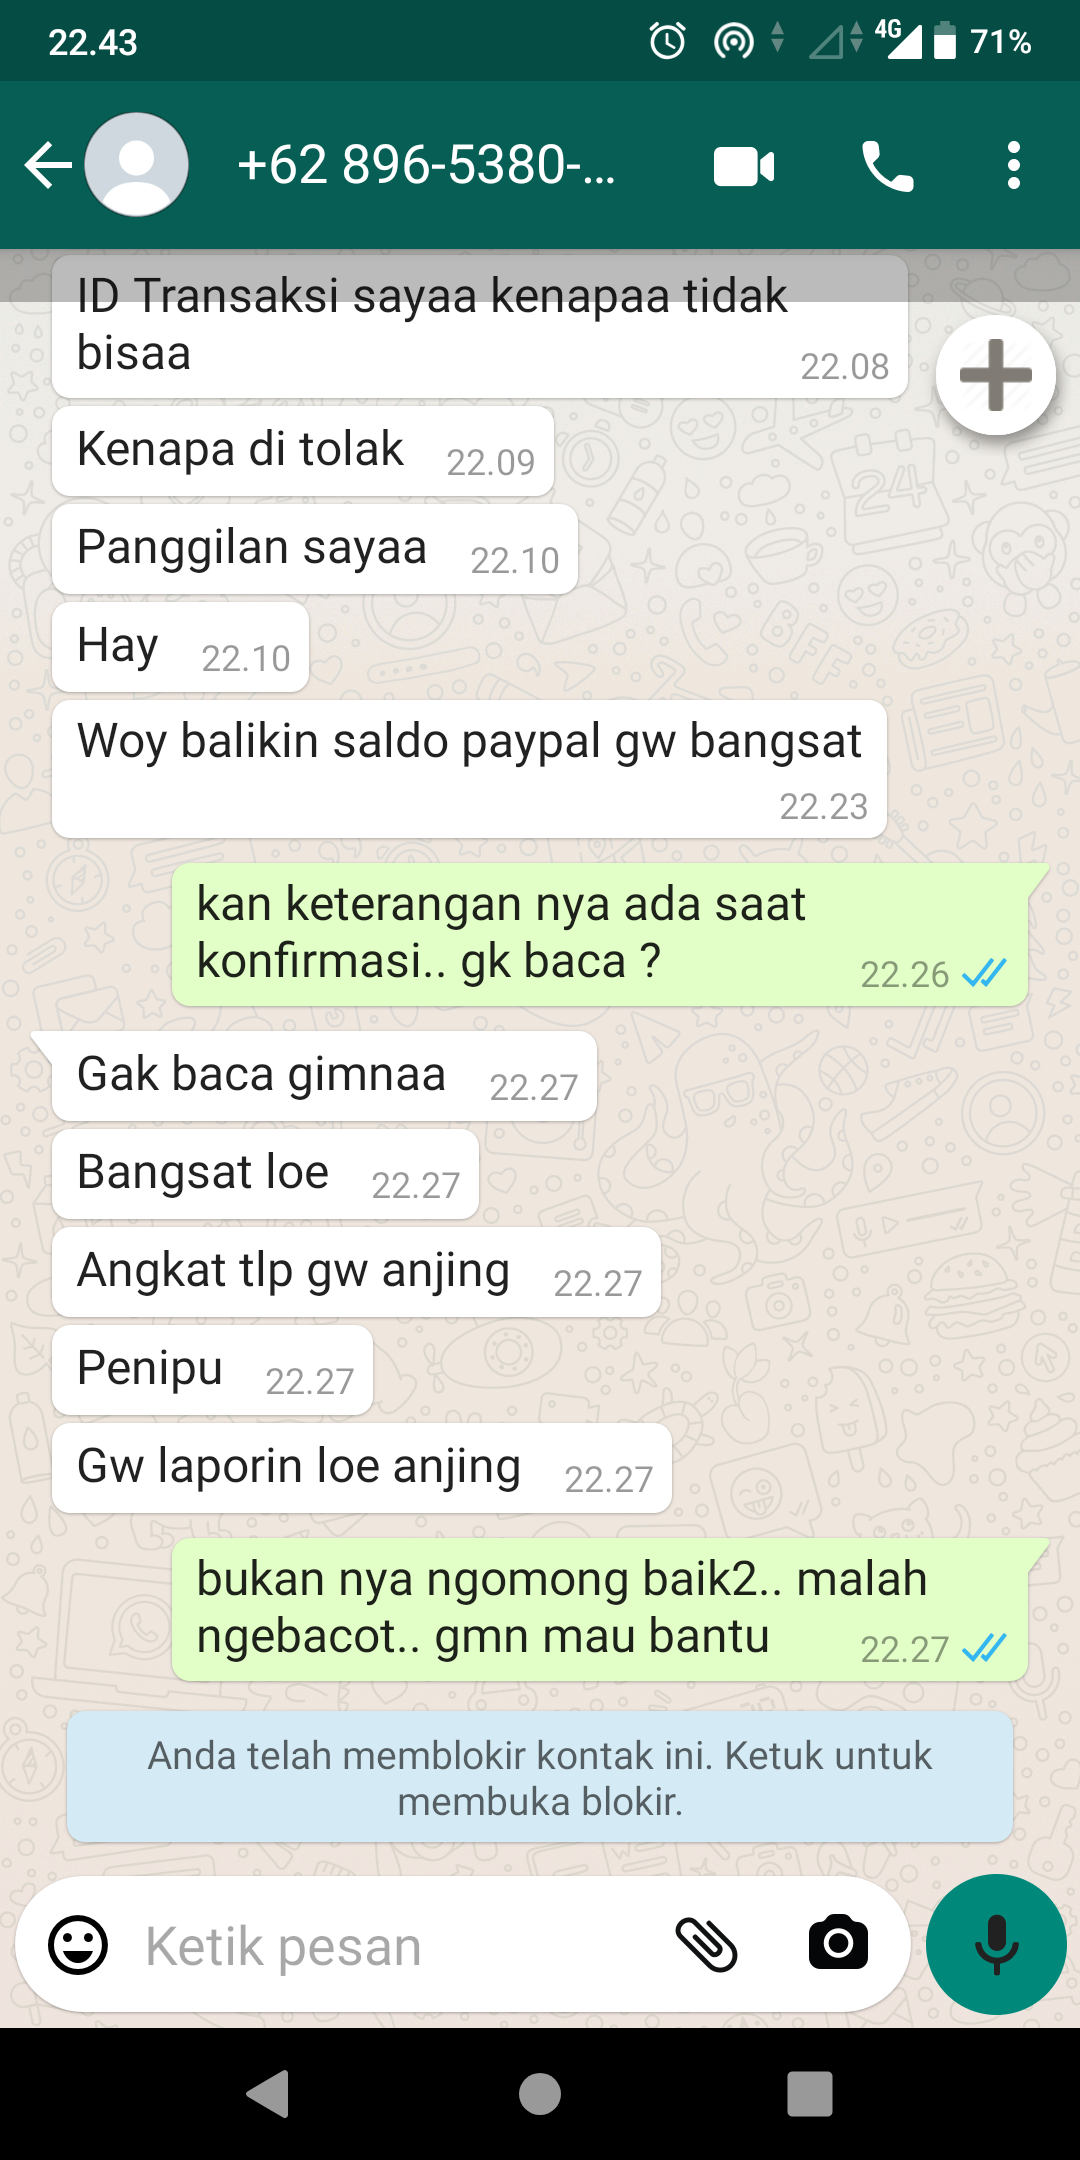 22.43
4G
71%
+62 896-5380-...
ID Transaksi sayaa kenapaa tidak
bisaa
22.08
Kenapa di tolak
22.09
Panggilan sayaa
22.10
Hay
22.10
Woy balikin saldo paypal gw bangsat
22.23
kan keterangan nya ada saat
konfirmasi.. gk baca ?
22.26
Gak baca gimnaa
22.27
Bangsat loe
22.27
Angkat tlp gw anjing
22.27
Penipu
22.27
Gw laporin loe anjing
22.27
bukan nya ngomong baik2.. malah
ngebacot.. gmn mau bantu
22.27
Anda telah memblokir kontak ini. Ketuk untuk
membuka blokir.
Ketik pesan